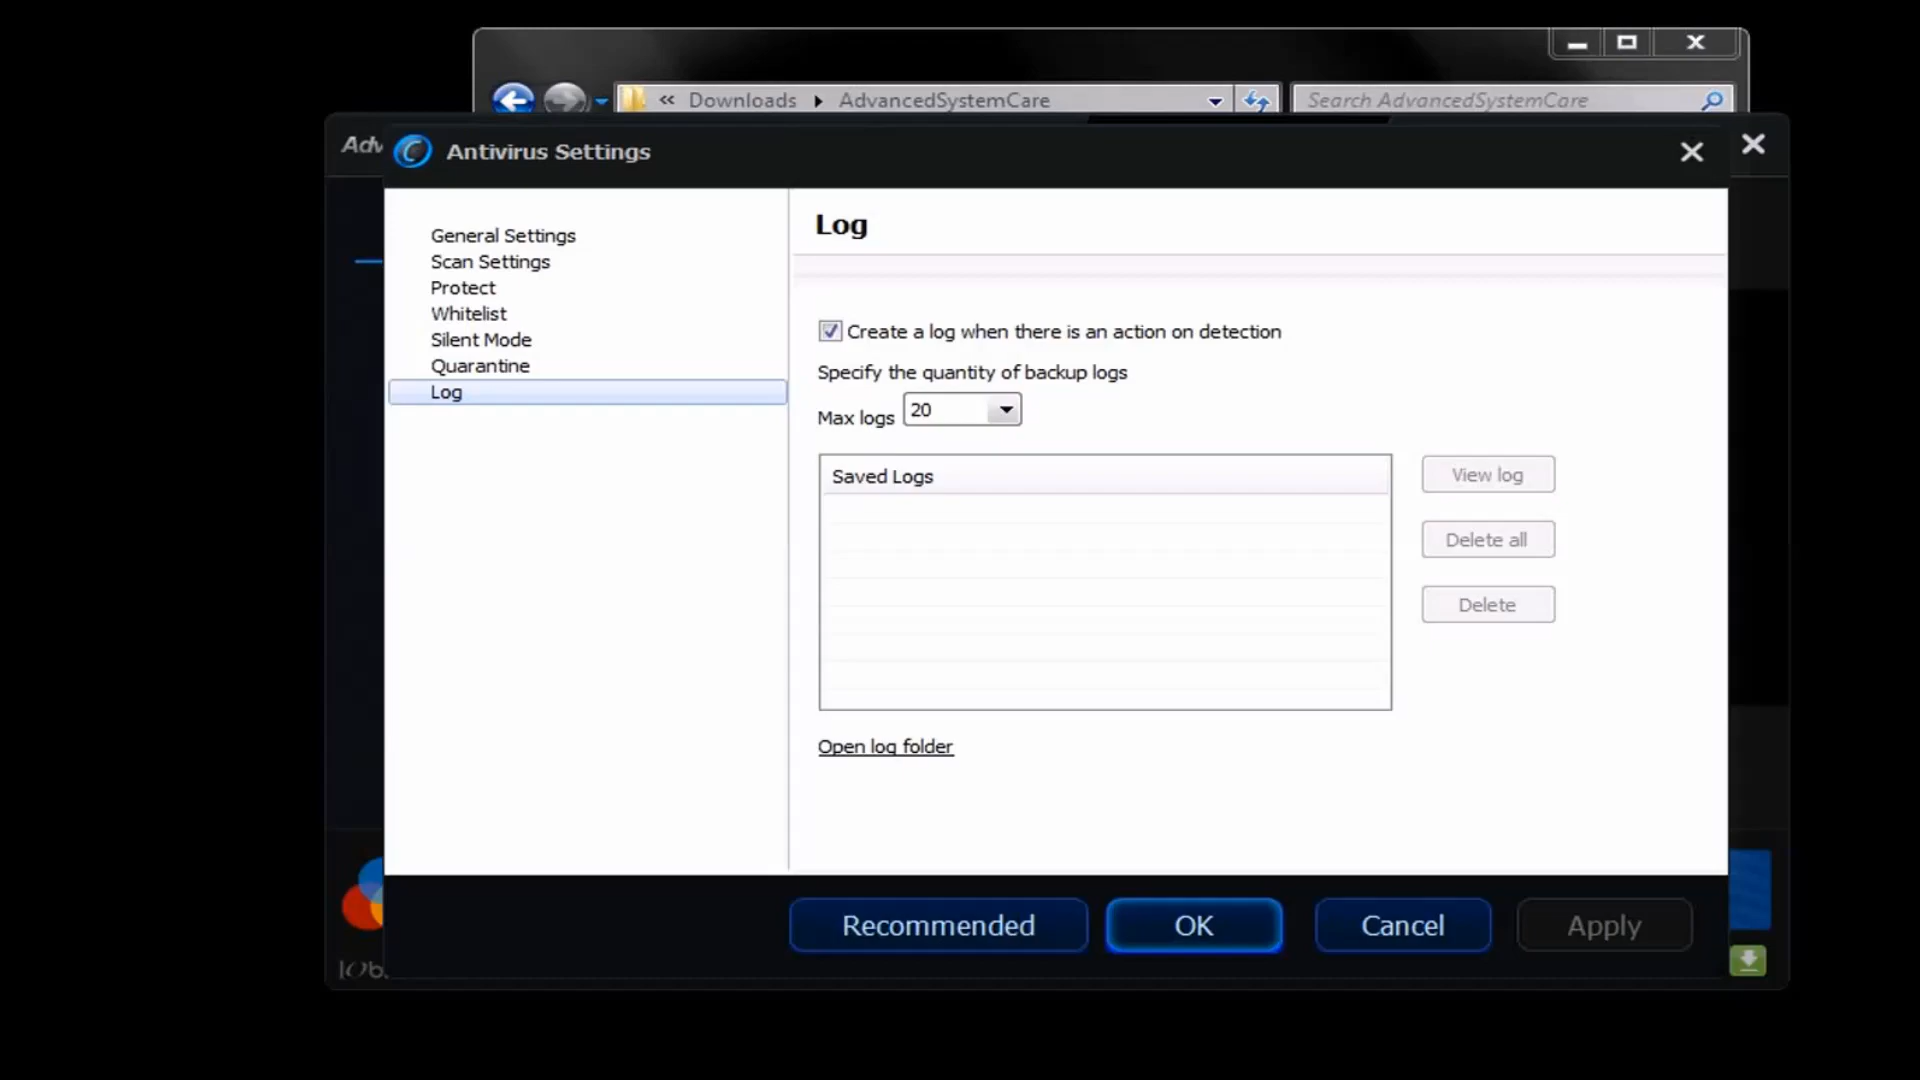 « Downloads ▸ AdvancedSystemCare
Search AdvancedSystemCare
Adv
Antivirus Settings
General Settings
Scan Settings
Protect
Whitelist
Silent Mode
Quarantine
Log
Log
Create a log when there is an action on detection
Specify the quantity of backup logs
Max logs 20
Saved Logs
View log
Delete all
Delete
Open log folder
Recommended
OK
Cancel
Apply
IOb